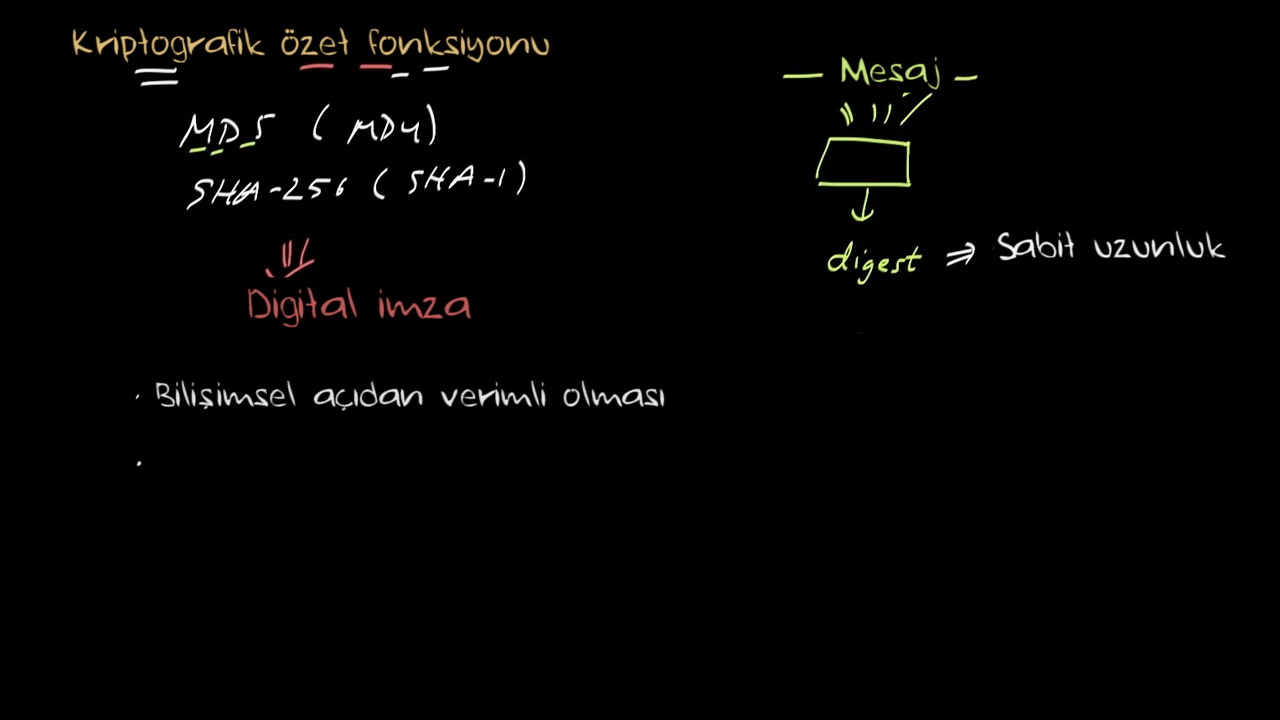 Kriptografik özet fonksiyonu
MD5 (MD4)
SHA-256 (SHA-1)
Digital imza
· Bilişimsel açıdan verimli olması
·
— Mesaj —
digest ⇒ Sabit uzunluk